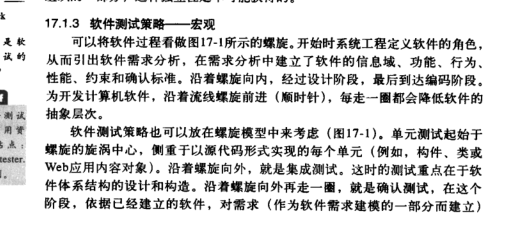 17.1.3 软件测试策略——宏观
可以将软件过程看做图17-1所示的螺旋。开始时系统工程定义软件的角色，
从而引出软件需求分析，在需求分析中建立了软件的信息域、功能、行为、
性能、约束和确认标准。沿着螺旋向内，经过设计阶段，最后到达编码阶段。
为开发计算机软件，沿着流线螺旋前进（顺时针），每走一圈都会降低软件的
抽象层次。
软件测试策略也可以放在螺旋模型中来考虑（图17-1）。单元测试起始于
螺旋的旋涡中心，侧重于以源代码形式实现的每个单元（例如，构件、类或
Web应用内容对象）。沿着螺旋向外，就是集成测试。这时的测试重点在于软
件体系结构的设计和构造。沿着螺旋向外再走一圈，就是确认测试，在这个
阶段，依据已经建立的软件，对需求（作为软件需求建模的一部分而建立）
是软
试的
测试
用资
站点：
tester.